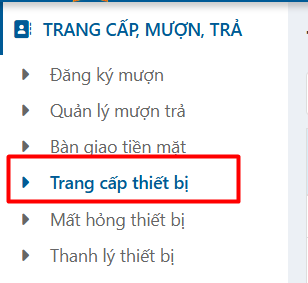 TRANG CẤP, MƯỢN, TRẢ
Đăng ký mượn
Quản lý mượn trả
Bàn giao tiền mặt
Trang cấp thiết bị
Mất hỏng thiết bị
Thanh lý thiết bị